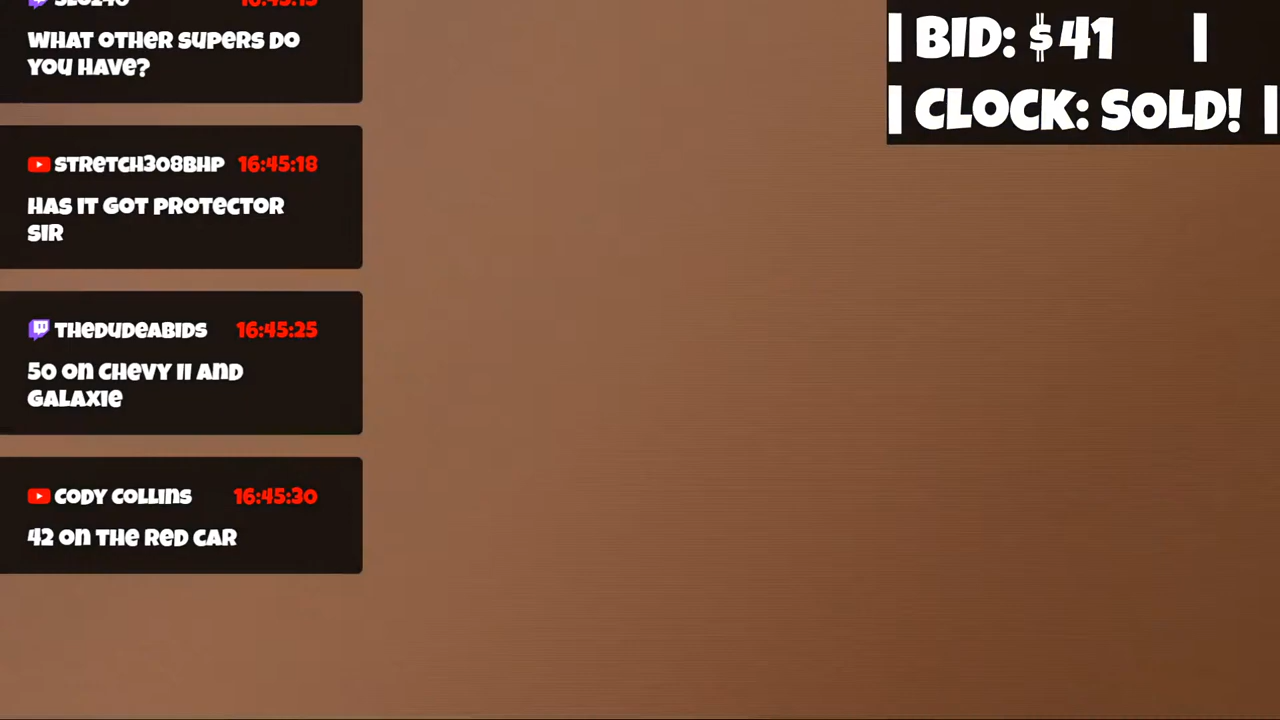 WHAT OTHER SUPERS DO
YOU HAVE?
STRETCH308BHP 16:45:18
HAS IT GOT PROTECTOR
SIR
THEDUDEABIDS 16:45:25
50 ON CHEVY II AND
GALAXIE
CODY COLLINS 16:45:30
42 ON THE RED CAR
| BID: $41 |
| CLOCK: SOLD! |